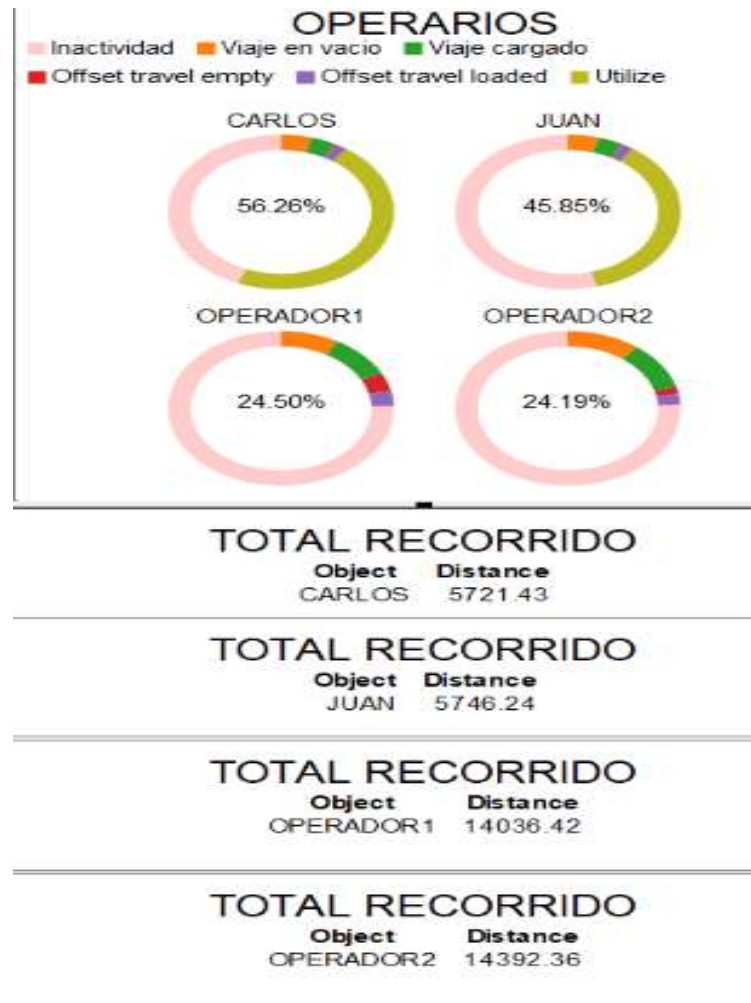 OPERARIOS
Inactividad Viaje en vacio Viaje cargado
Offset travel empty Offset travel loaded Utilize
CARLOS JUAN
56.26% 45.85%
OPERADOR1 OPERADOR2
24.50% 24.19%
TOTAL RECORRIDO
Object Distance
CARLOS 5721.43
TOTAL RECORRIDO
Object Distance
JUAN 5746.24
TOTAL RECORRIDO
Object Distance
OPERADOR1 14036.42
TOTAL RECORRIDO
Object Distance
OPERADOR2 14392.36